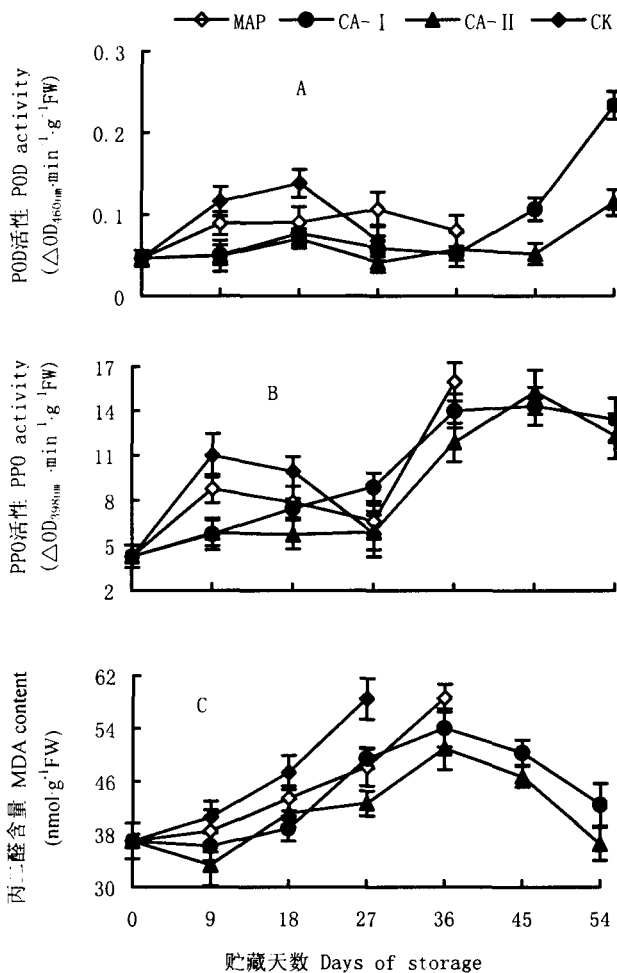 MAP CA-Ⅰ CA-II CK
A
POD活性 POD activity
(△OD460nm·min-1·g-1FW)
0.3
0.2
0.1
0
B
PPO活性 PPO activity
(△OD398nm·min-1·g-1FW)
17
14
11
8
5
2
C
丙二醛含量 MDA content
(nmol·g-1FW)
62
54
46
38
30
0 9 18 27 36 45 54
贮藏天数 Days of storage